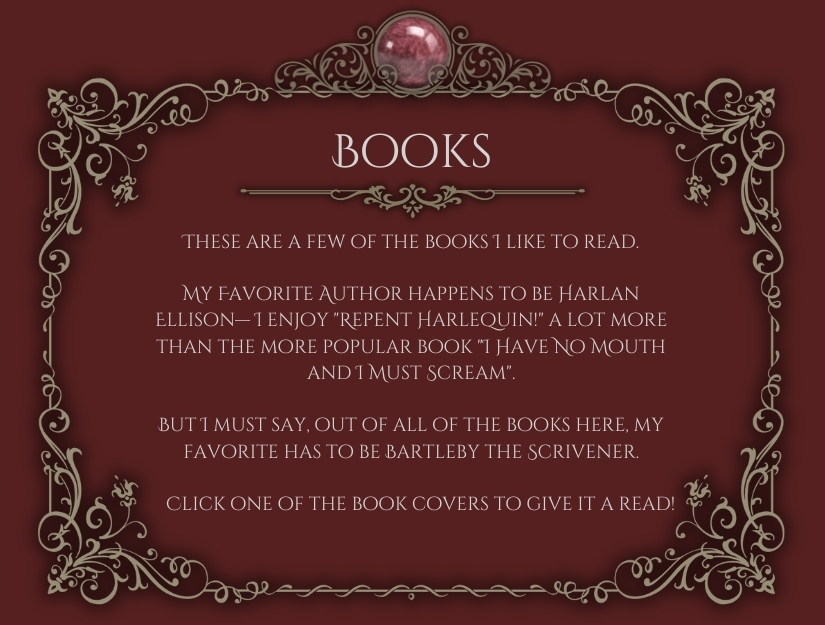 Books
These are a few of the books I like to read.
My favorite Author happens to be Harlan
Ellison—I enjoy "Repent Harlequin!" a lot more
than the more popular book "I Have No Mouth
and I Must Scream".
But I must say, out of all of the books here, my
favorite has to be Bartleby the Scrivener.
Click one of the book covers to give it a read!